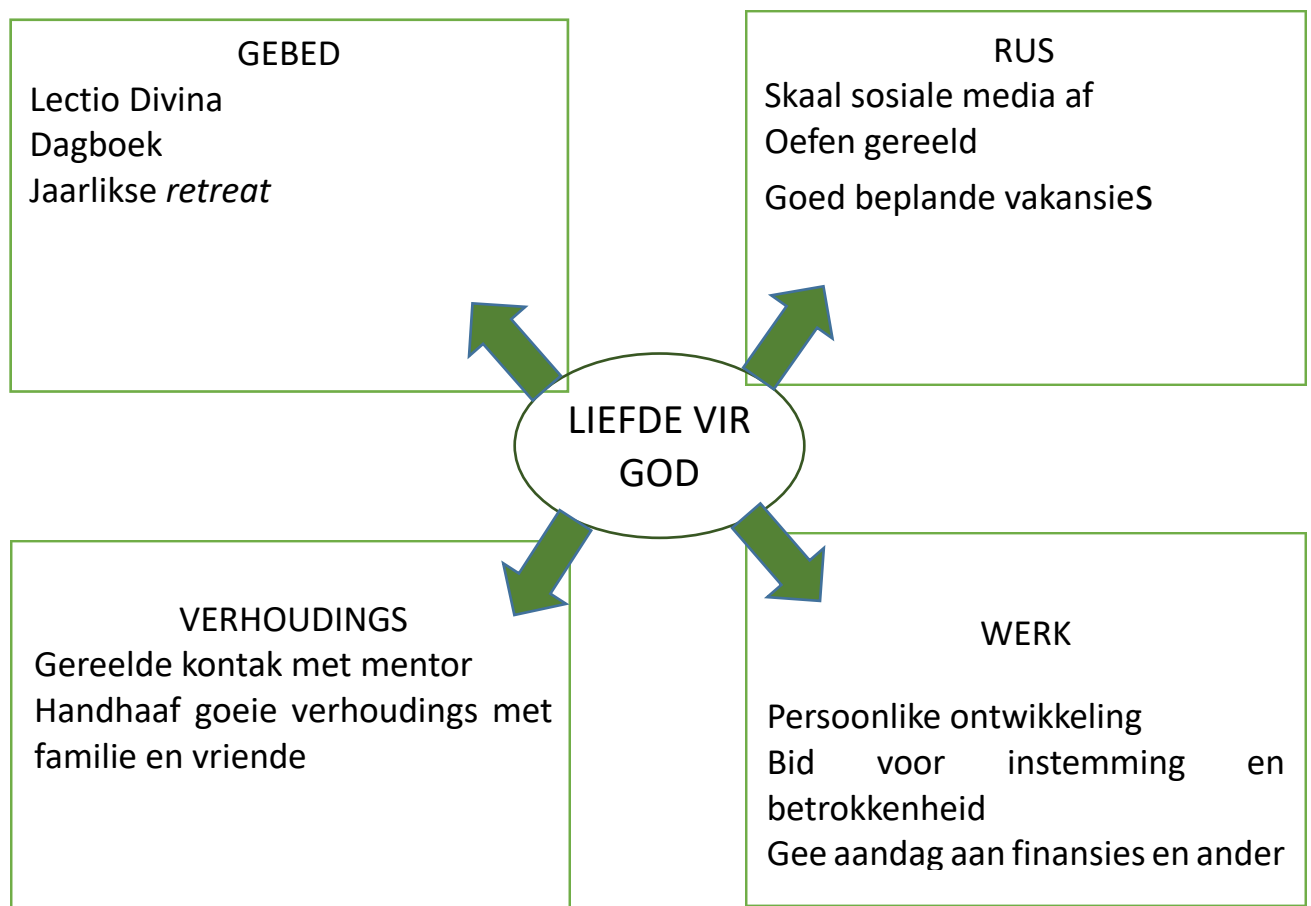 GEBED
Lectio Divina
Dagboek
Jaarlikse retreat
RUS
Skaal sosiale media af
Oefen gereeld
Goed beplande vakansies
LIEFDE VIR
GOD
VERHOUDINGS
Gereelde kontak met mentor
Handhaaf goeie verhoudings met
familie en vriende
WERK
Persoonlike ontwikkeling
Bid voor instemming en
betrokkenheid
Gee aandag aan finansies en ander